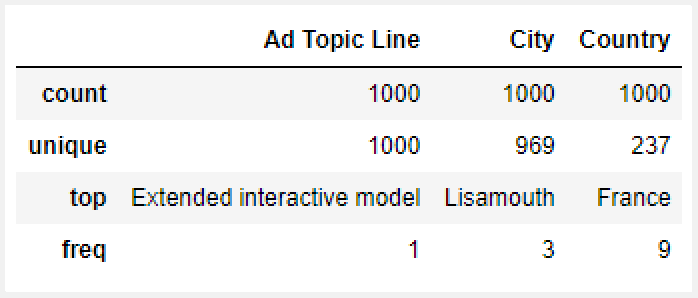 Ad Topic Line City Country
count 1000 1000 1000
unique 1000 969 237
top Extended interactive model Lisamouth France
freq 1 3 9